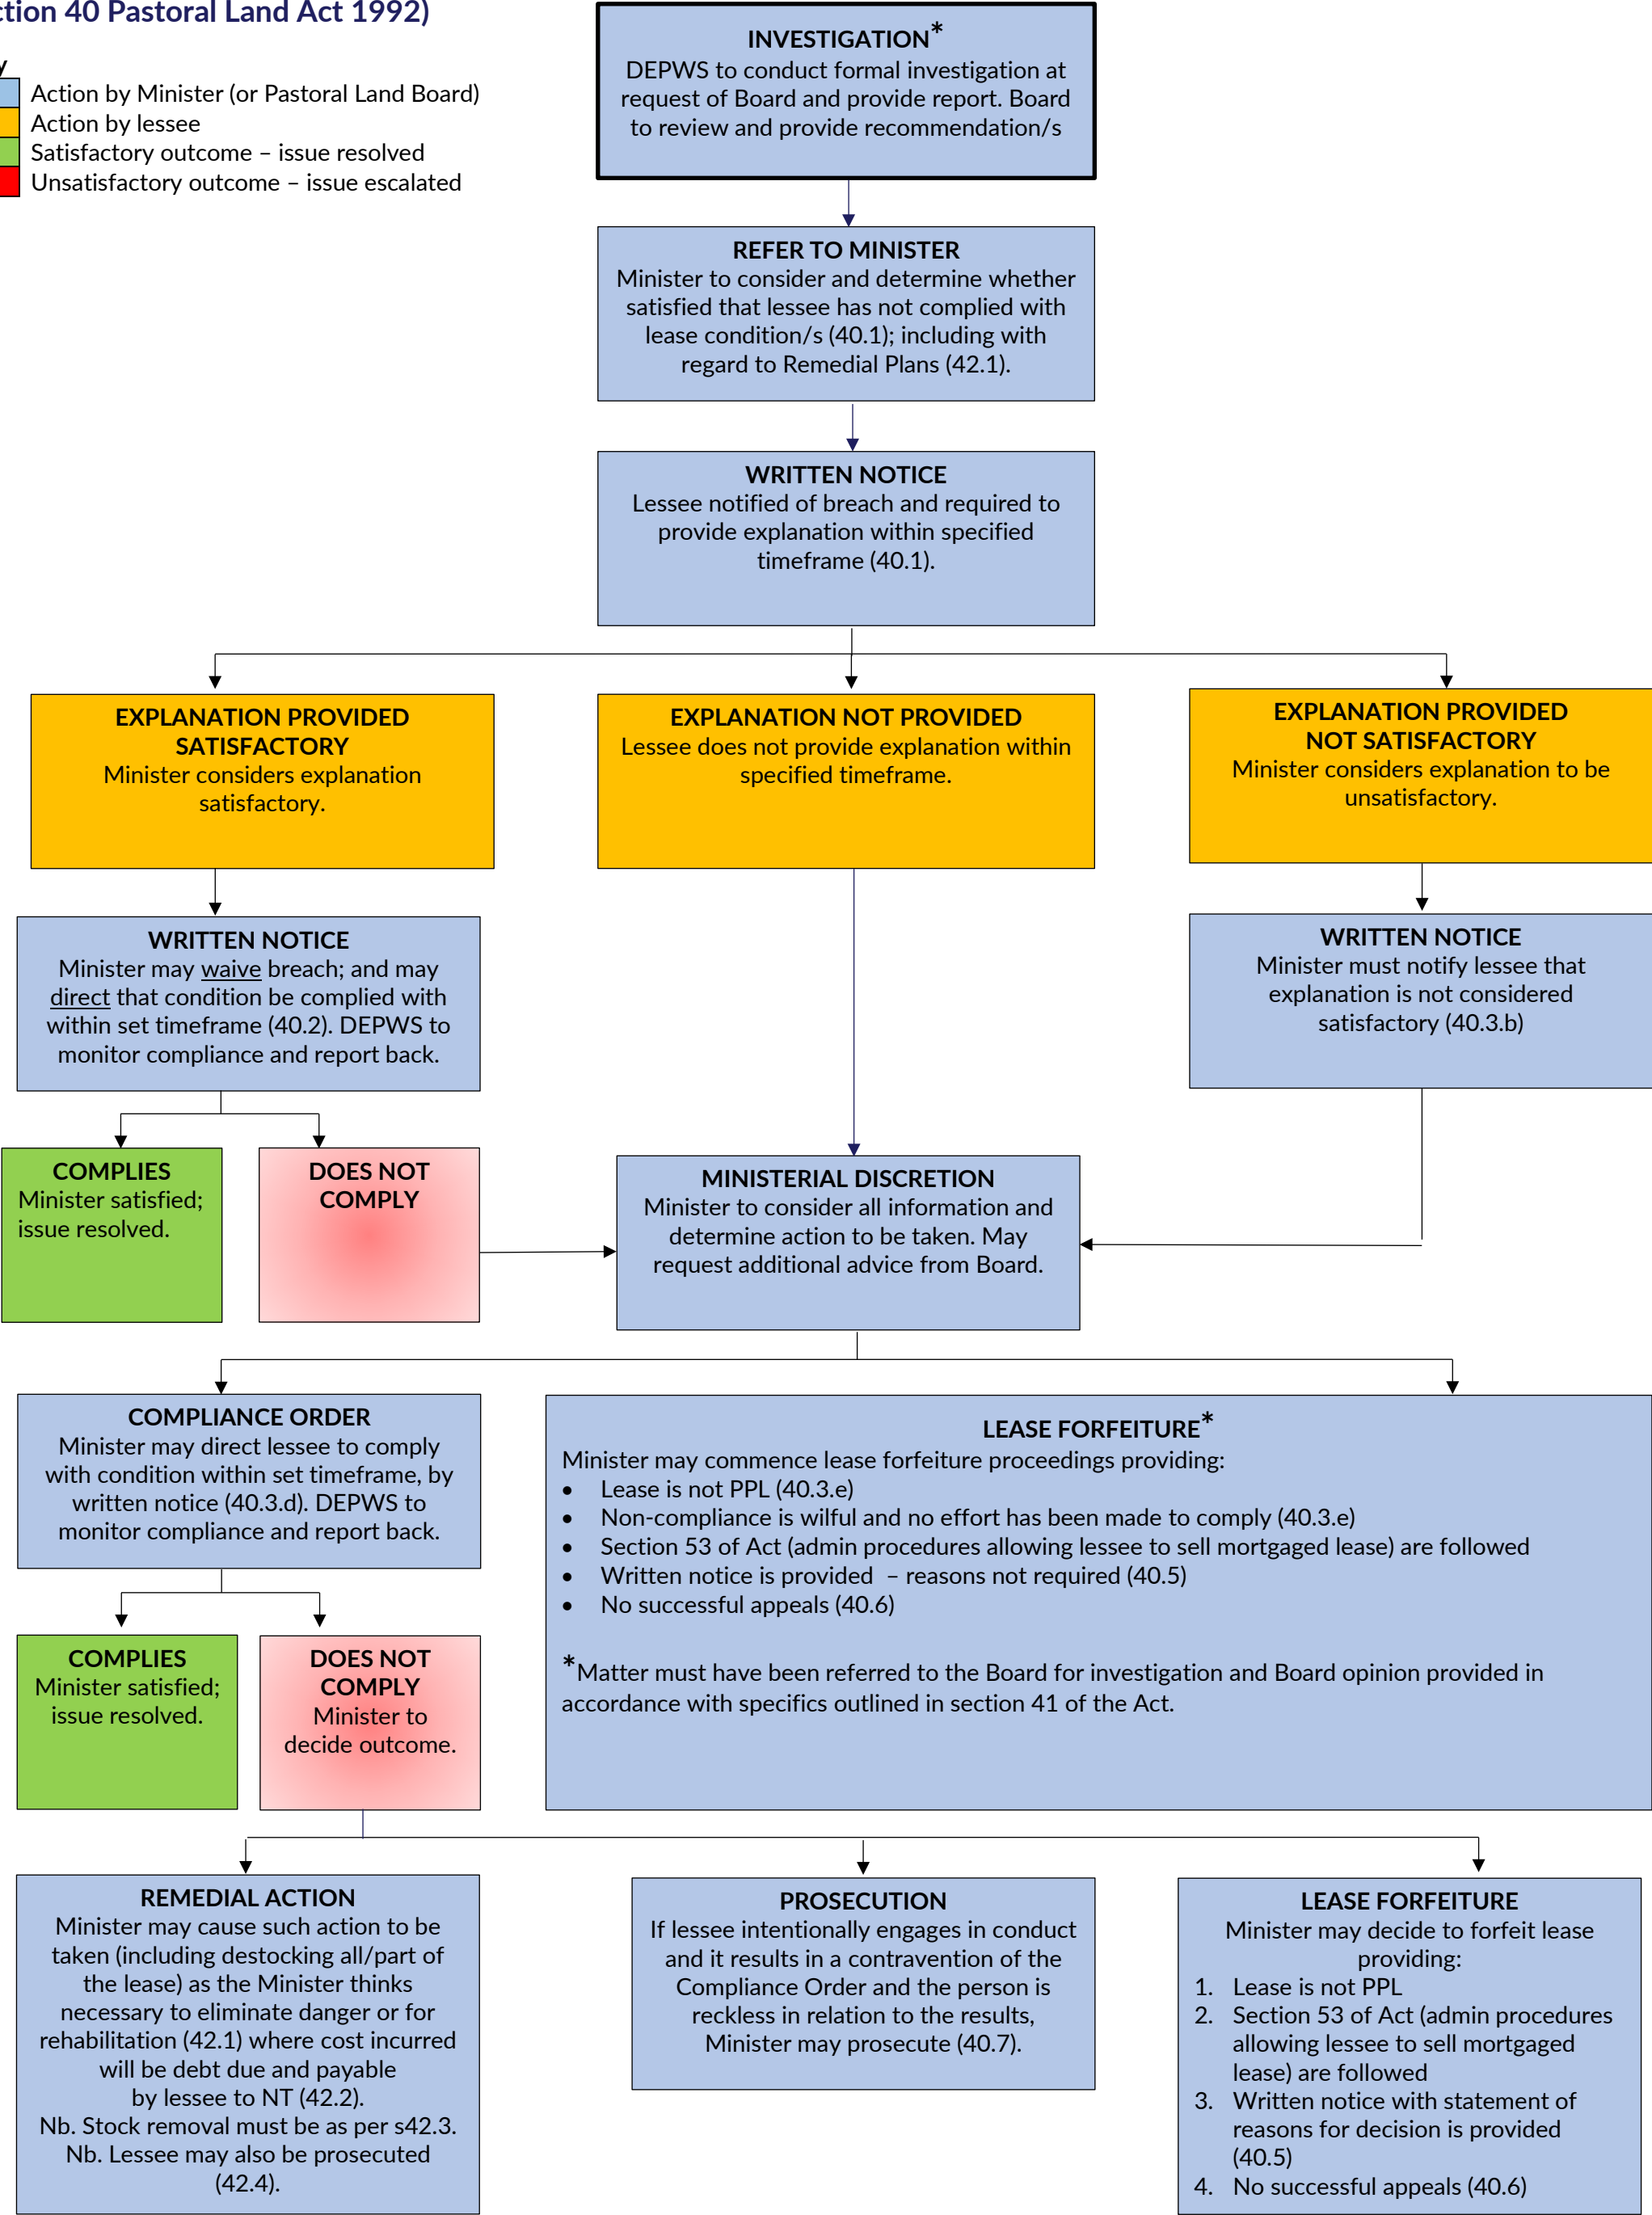 ction 40 Pastoral Land Act 1992)
y
Action by Minister (or Pastoral Land Board)
Action by lessee
Satisfactory outcome – issue resolved
Unsatisfactory outcome – issue escalated
INVESTIGATION*
DEPWS to conduct formal investigation at
request of Board and provide report. Board
to review and provide recommendation/s
REFER TO MINISTER
Minister to consider and determine whether
satisfied that lessee has not complied with
lease condition/s (40.1); including with
regard to Remedial Plans (42.1).
WRITTEN NOTICE
Lessee notified of breach and required to
provide explanation within specified
timeframe (40.1).
EXPLANATION PROVIDED
SATISFACTORY
Minister considers explanation
satisfactory.
EXPLANATION NOT PROVIDED
Lessee does not provide explanation within
specified timeframe.
EXPLANATION PROVIDED
NOT SATISFACTORY
Minister considers explanation to be
unsatisfactory.
WRITTEN NOTICE
Minister may waive breach; and may
direct that condition be complied with
within set timeframe (40.2). DEPWS to
monitor compliance and report back.
WRITTEN NOTICE
Minister must notify lessee that
explanation is not considered
satisfactory (40.3.b)
COMPLIES
Minister satisfied;
issue resolved.
DOES NOT
COMPLY
MINISTERIAL DISCRETION
Minister to consider all information and
determine action to be taken. May
request additional advice from Board.
COMPLIANCE ORDER
Minister may direct lessee to comply
with condition within set timeframe, by
written notice (40.3.d). DEPWS to
monitor compliance and report back.
LEASE FORFEITURE*
Minister may commence lease forfeiture proceedings providing:
• Lease is not PPL (40.3.e)
• Non-compliance is wilful and no effort has been made to comply (40.3.e)
• Section 53 of Act (admin procedures allowing lessee to sell mortgaged lease) are followed
• Written notice is provided – reasons not required (40.5)
• No successful appeals (40.6)
*Matter must have been referred to the Board for investigation and Board opinion provided in
accordance with specifics outlined in section 41 of the Act.
COMPLIES
Minister satisfied;
issue resolved.
DOES NOT
COMPLY
Minister to
decide outcome.
REMEDIAL ACTION
Minister may cause such action to be
taken (including destocking all/part of
the lease) as the Minister thinks
necessary to eliminate danger or for
rehabilitation (42.1) where cost incurred
will be debt due and payable
by lessee to NT (42.2).
Nb. Stock removal must be as per s42.3.
Nb. Lessee may also be prosecuted
(42.4).
PROSECUTION
If lessee intentionally engages in conduct
and it results in a contravention of the
Compliance Order and the person is
reckless in relation to the results,
Minister may prosecute (40.7).
LEASE FORFEITURE
Minister may decide to forfeit lease
providing:
1. Lease is not PPL
2. Section 53 of Act (admin procedures
allowing lessee to sell mortgaged
lease) are followed
3. Written notice with statement of
reasons for decision is provided
(40.5)
4. No successful appeals (40.6)